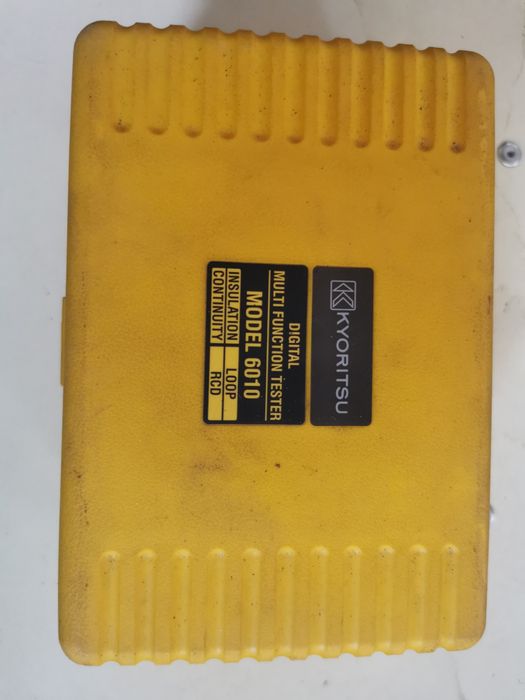 KYORITSU
DIGITAL
MULTI FUNCTION TESTER
MODEL 6010
INSULATION LOOP
CONTINUITY RCD